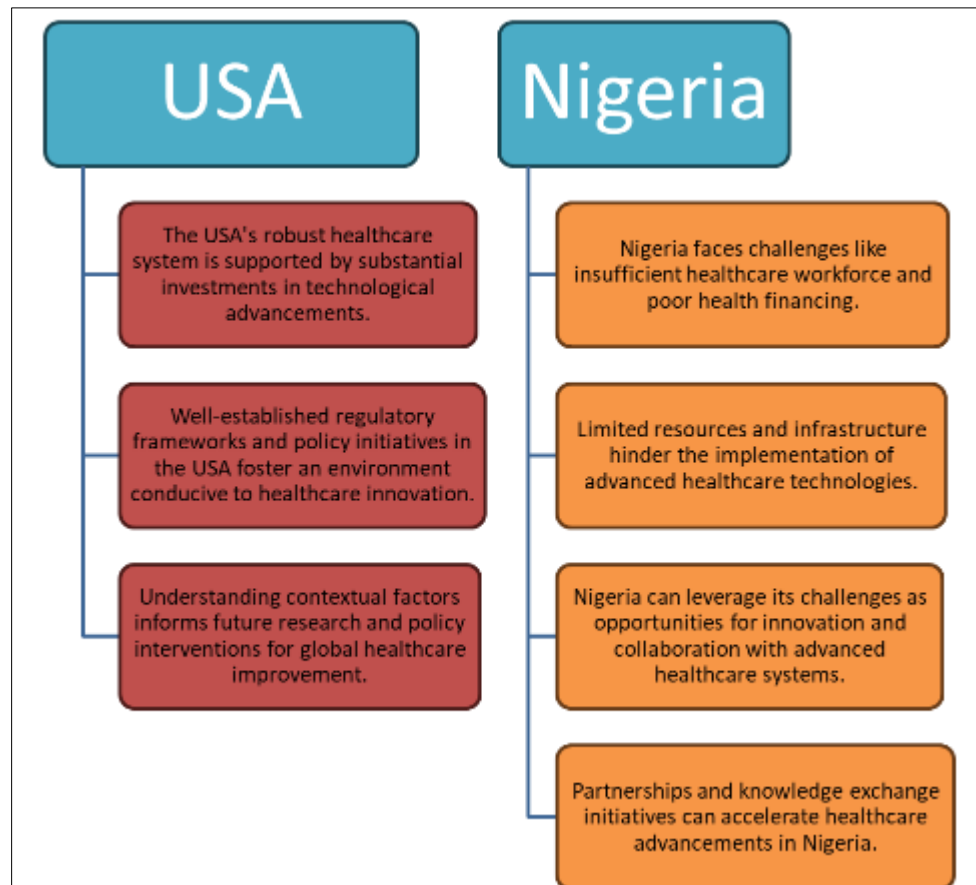 USA
The USA's robust healthcare
system is supported by substantial
investments in technological
advancements.
Well-established regulatory
frameworks and policy initiatives in
the USA foster an environment
conducive to healthcare innovation.
Understanding contextual factors
informs future research and policy
interventions for global healthcare
improvement.
Nigeria
Nigeria faces challenges like
insufficient healthcare workforce and
poor health financing.
Limited resources and infrastructure
hinder the implementation of
advanced healthcare technologies.
Nigeria can leverage its challenges as
opportunities for innovation and
collaboration with advanced
healthcare systems.
Partnerships and knowledge exchange
initiatives can accelerate healthcare
advancements in Nigeria.